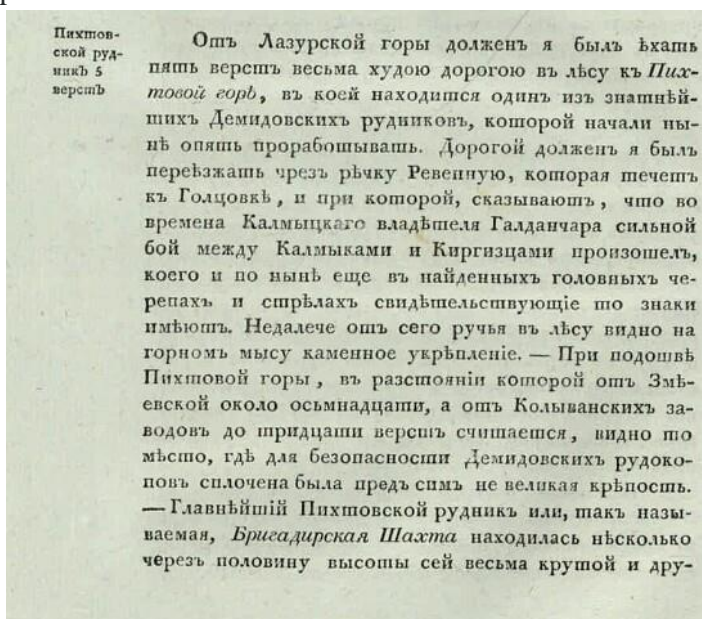 Пихтов-
ской руд-
никЪ 5
верстЪ
Отъ Лазурской горы долженъ я былъ ѣхать
пять верстъ весьма худою дорогою въ лѣсу къ Пих-
товой горѣ, въ коей находится одинъ изъ знатнѣй-
шихъ Демидовскихъ рудниковъ, которой начали ны-
нѣ опять проработывать. Дорогой долженъ я былъ
переѣзжать чрезъ рѣчку Ревенную, которая течетъ
къ Голцовкѣ, и при которой, сказываютъ, что во
времена Калмыцкаго владѣтеля Галданчара сильной
бой между Калмыками и Киргизцами произошелъ,
коего и по нынѣ еще въ найденныхъ головныхъ че-
репахъ и стрѣлахъ свидѣтельствующіе то знаки
имѣютъ. Недалече отъ сего ручья въ лѣсу видно на
горномъ мысу каменное укрѣпленіе. — При подошвѣ
Пихтовой горы, въ разстояніи которой отъ Змѣ-
евской около осьмнадцати, а отъ Колыванскихъ за-
водовъ до тридцати верстъ считается, видно то
мѣсто, гдѣ для безопасности Демидовскихъ рудоко-
повъ сплочена была предъ симъ не великая крѣпость.
— Главнѣйшій Пихтовской рудникъ или, такъ назы-
ваемая, Бригадирская Шахта находилась нѣсколько
черезъ половину высоты сей весьма крутой и дру-